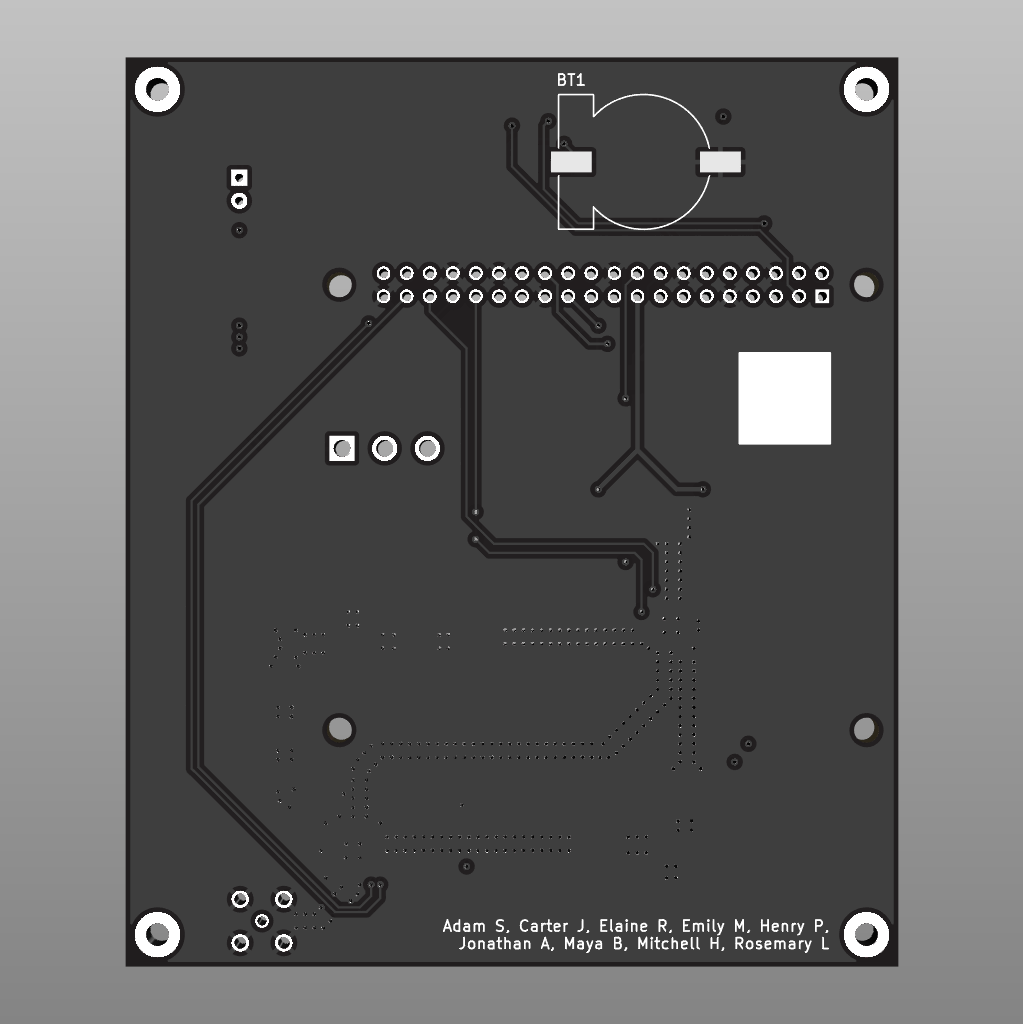 BT1
Adam S, Carter J, Elaine R, Emily M, Henry P,
Jonathan A, Maya B, Mitchell H, Rosemary L